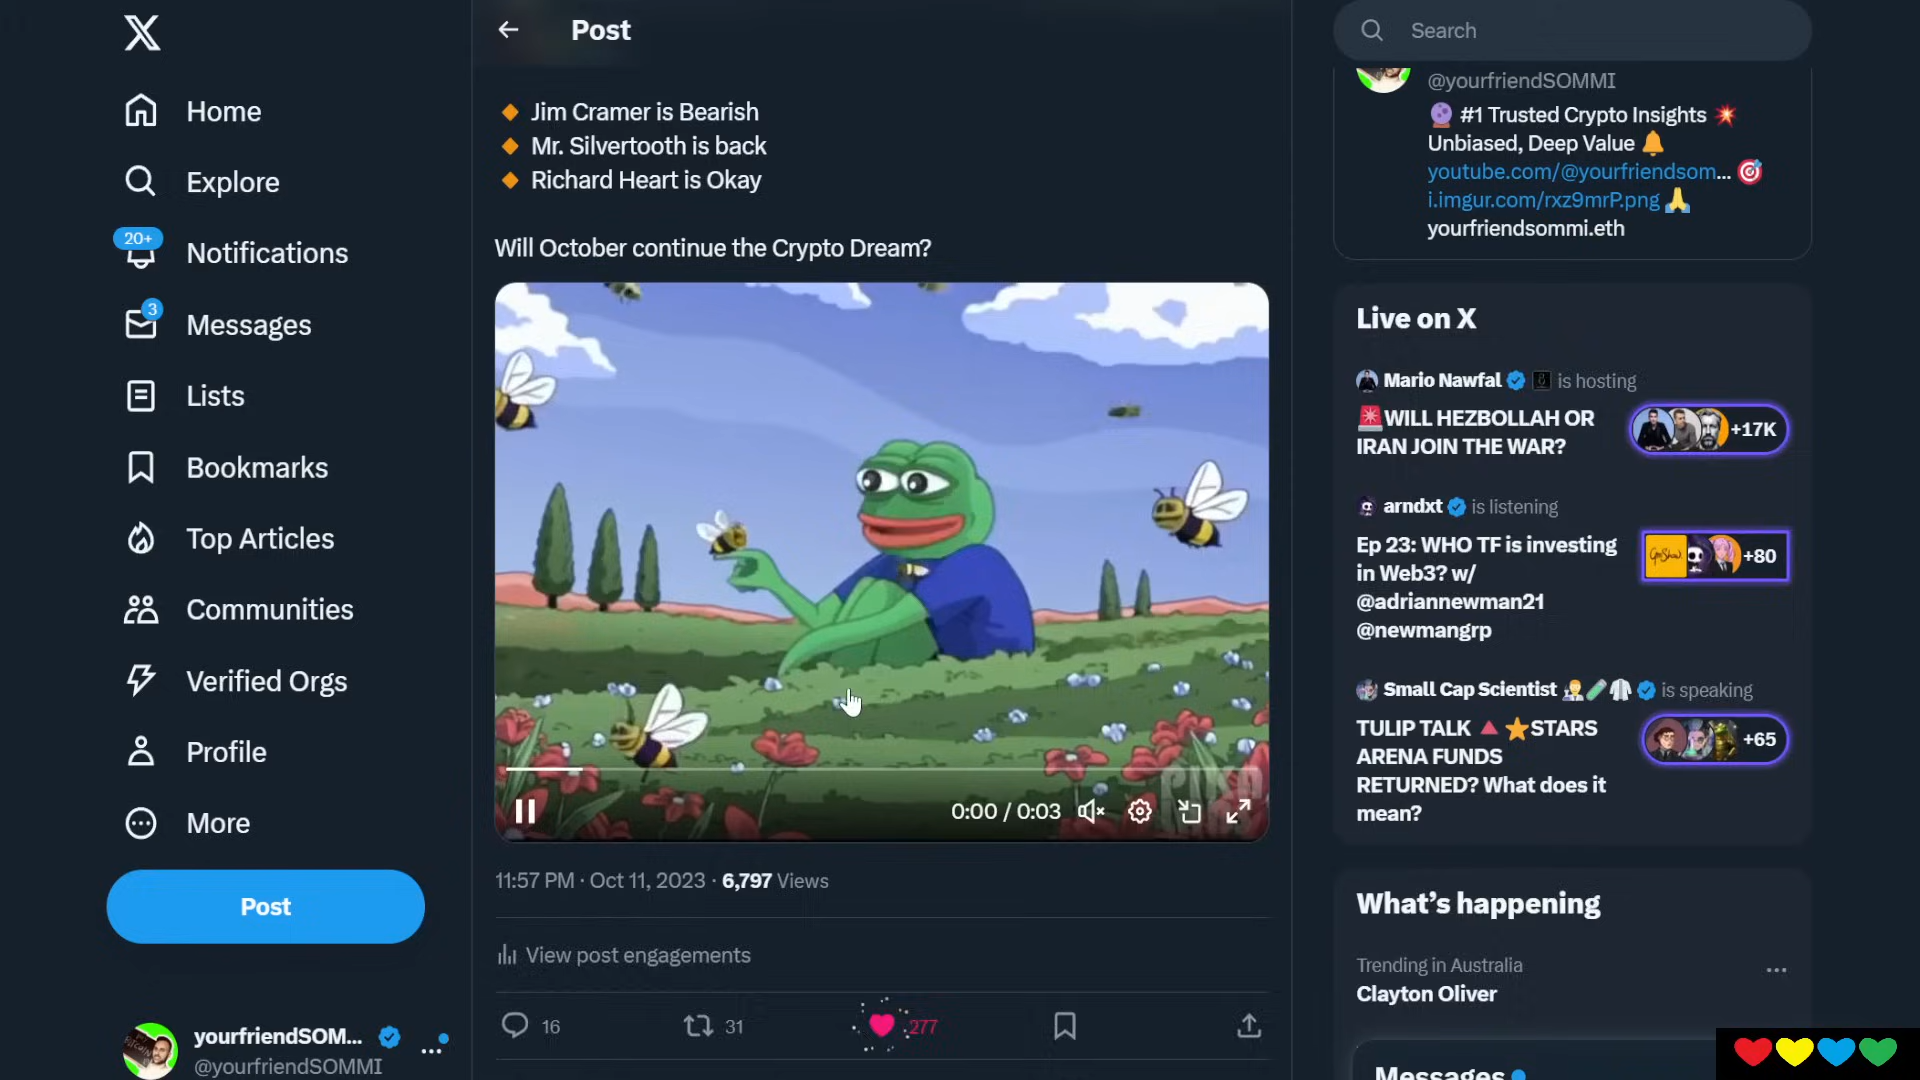 Home
Explore
20+
Notifications
3
Messages
Lists
Bookmarks
Top Articles
Communities
Verified Orgs
Profile
More
Post
yourfriendSOM...
@yourfriendSOMMI
Post
Jim Cramer is Bearish
Mr. Silvertooth is back
Richard Heart is Okay
Will October continue the Crypto Dream?
0:00 / 0:03
11:57 PM · Oct 11, 2023 · 6,797 Views
View post engagements
16
31
277
Search
@yourfriendSOMMI
#1 Trusted Crypto Insights
Unbiased, Deep Value
youtube.com/@yourfriendsom...
i.imgur.com/rxz9mrP.png
yourfriendsommi.eth
Live on X
Mario Nawfal is hosting
WILL HEZBOLLAH OR
IRAN JOIN THE WAR?
+17K
arndxt is listening
Ep 23: WHO TF is investing
in Web3? w/
@adriannewman21
@newmangrp
+80
Small Cap Scientist is speaking
TULIP TALK STARS
ARENA FUNDS
RETURNED? What does it
mean?
+65
What's happening
Trending in Australia
Clayton Oliver
Messages